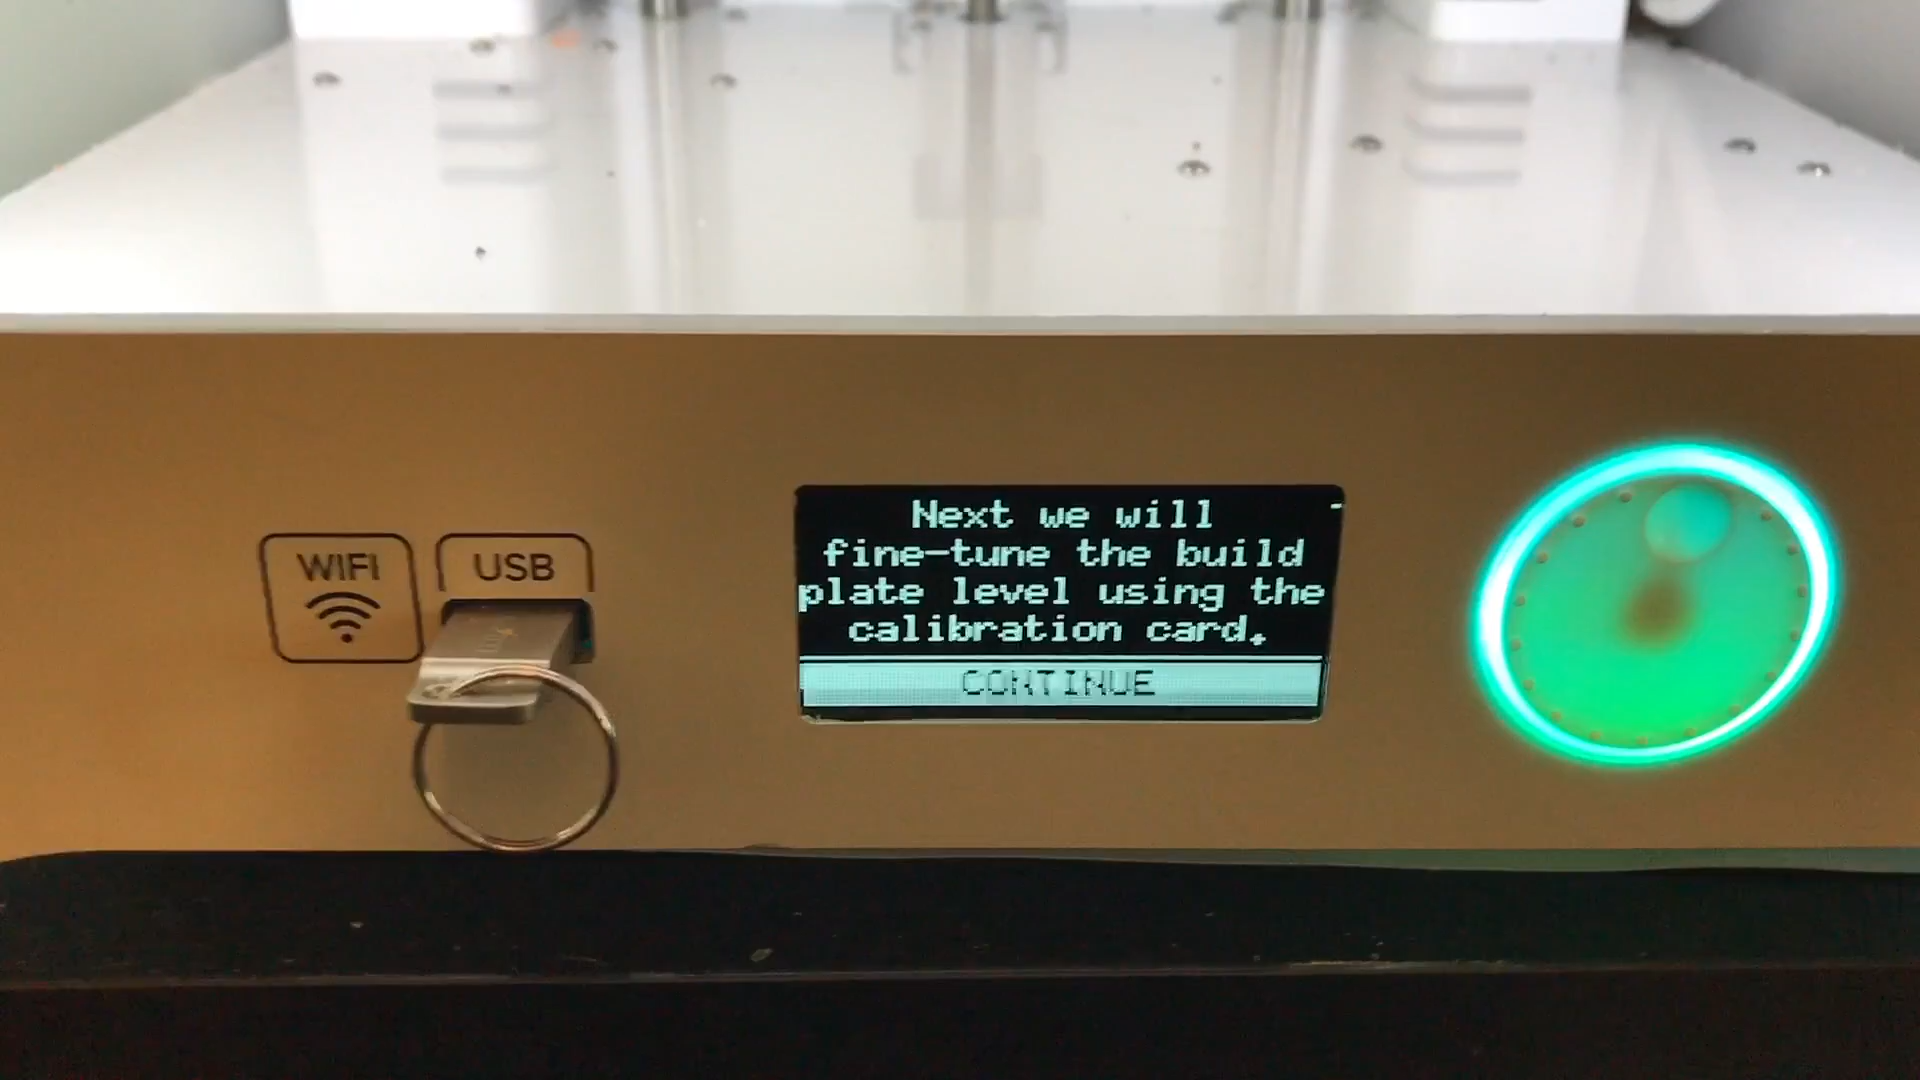 WIFI
USB
Next we will
fine-tune the build
plate level using the
calibration card.
CONTINUE